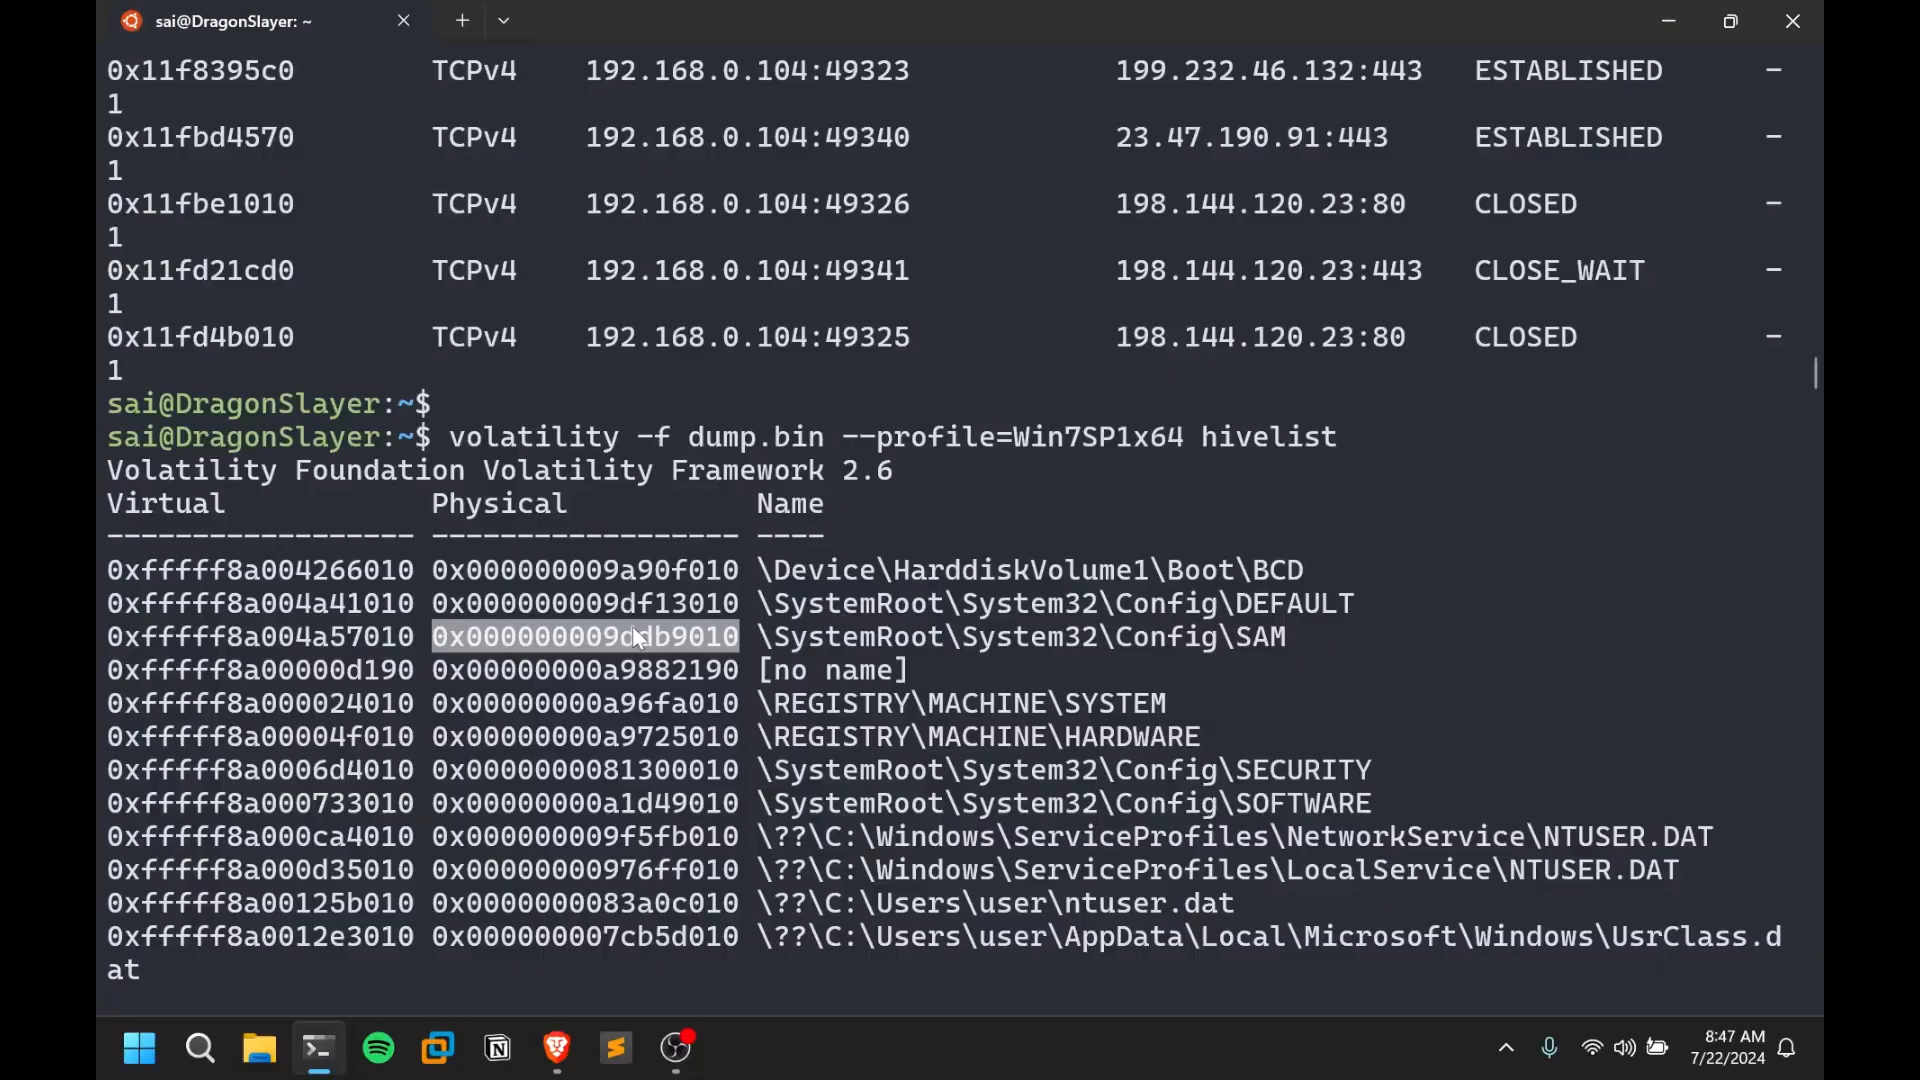 sai@DragonSlayer: ~
0x11f8395c0 TCPv4 192.168.0.104:49323 199.232.46.132:443 ESTABLISHED -
1
0x11fbd4570 TCPv4 192.168.0.104:49340 23.47.190.91:443 ESTABLISHED -
1
0x11fbe1010 TCPv4 192.168.0.104:49326 198.144.120.23:80 CLOSED -
1
0x11fd21cd0 TCPv4 192.168.0.104:49341 198.144.120.23:443 CLOSE_WAIT -
1
0x11fd4b010 TCPv4 192.168.0.104:49325 198.144.120.23:80 CLOSED -
1
sai@DragonSlayer:~$
sai@DragonSlayer:~$ volatility -f dump.bin --profile=Win7SP1x64 hivelist
Volatility Foundation Volatility Framework 2.6
Virtual Physical Name
------------------ ------------------ ----
0xfffff8a004266010 0x000000009a90f010 \Device\HarddiskVolume1\Boot\BCD
0xfffff8a004a41010 0x000000009df13010 \SystemRoot\System32\Config\DEFAULT
0xfffff8a004a57010 0x000000009ddb9010 \SystemRoot\System32\Config\SAM
0xfffff8a00000d190 0x00000000a9882190 [no name]
0xfffff8a000024010 0x00000000a96fa010 \REGISTRY\MACHINE\SYSTEM
0xfffff8a00004f010 0x00000000a9725010 \REGISTRY\MACHINE\HARDWARE
0xfffff8a0006d4010 0x0000000081300010 \SystemRoot\System32\Config\SECURITY
0xfffff8a000733010 0x00000000a1d49010 \SystemRoot\System32\Config\SOFTWARE
0xfffff8a000ca4010 0x000000009f5fb010 \??\C:\Windows\ServiceProfiles\NetworkService\NTUSER.DAT
0xfffff8a000d35010 0x00000000976ff010 \??\C:\Windows\ServiceProfiles\LocalService\NTUSER.DAT
0xfffff8a00125b010 0x0000000083a0c010 \??\C:\Users\user\ntuser.dat
0xfffff8a0012e3010 0x000000007cb5d010 \??\C:\Users\user\AppData\Local\Microsoft\Windows\UsrClass.d
at
8:47 AM
7/22/2024